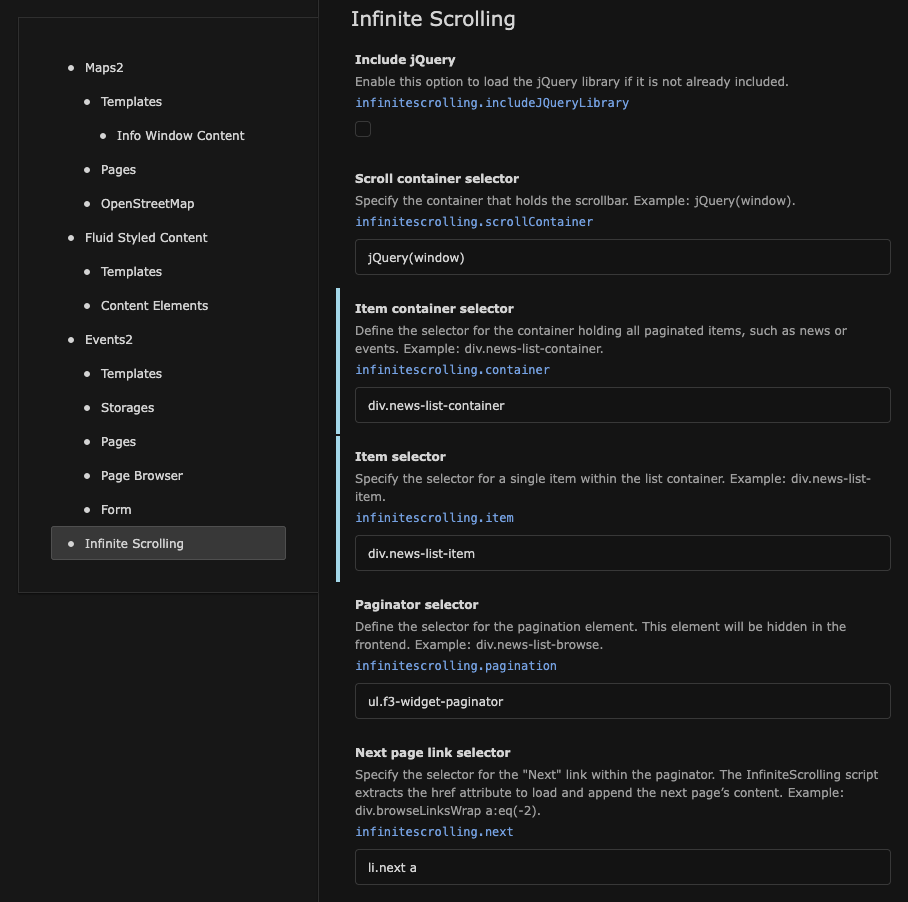 Maps2
Templates
Info Window Content
Pages
OpenStreetMap
Fluid Styled Content
Templates
Content Elements
Events2
Templates
Storages
Pages
Page Browser
Form
Infinite Scrolling
Infinite Scrolling
Include jQuery
Enable this option to load the jQuery library if it is not already included.
infinitescrolling.includeJQueryLibrary
Scroll container selector
Specify the container that holds the scrollbar. Example: jQuery(window).
infinitescrolling.scrollContainer
jQuery(window)
Item container selector
Define the selector for the container holding all paginated items, such as news or
events. Example: div.news-list-container.
infinitescrolling.container
div.news-list-container
Item selector
Specify the selector for a single item within the list container. Example: div.news-list-
item.
infinitescrolling.item
div.news-list-item
Paginator selector
Define the selector for the pagination element. This element will be hidden in the
frontend. Example: div.news-list-browse.
infinitescrolling.pagination
ul.f3-widget-paginator
Next page link selector
Specify the selector for the "Next" link within the paginator. The InfiniteScrolling script
extracts the href attribute to load and append the next page’s content. Example:
div.browseLinksWrap a:eq(-2).
infinitescrolling.next
li.next a